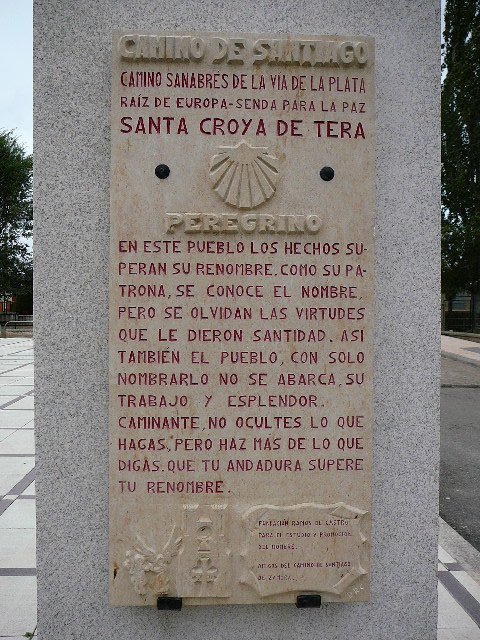 CAMINO DE SANTIAGO
CAMINO SANABRES DE LA VIA DE LA PLATA
RAÍZ DE EUROPA-SENDA PARA LA PAZ
SANTA CROYA DE TERA
PEREGRINO
EN ESTE PUEBLO LOS HECHOS SU-
PERAN SU RENOMBRE. COMO SU PA-
TRONA, SE CONOCE EL NOMBRE,
PERO SE OLVIDAN LAS VIRTUDES
QUE LE DIERON SANTIDAD. ASI
TAMBIÉN EL PUEBLO, CON SOLO
NOMBRARLO NO SE ABARCA, SU
TRABAJO Y ESPLENDOR.
CAMINANTE, NO OCULTES LO QUE
HAGAS, PERO HAZ MÁS DE LO QUE
DIGAS. QUE TU ANDADURA SUPERE
TU RENOMBRE.
FUNDACIÓN RAMOS DE CASTRO
PARA EL ESTUDIO Y PROMOCIÓN
DEL HOMBRE.
AMIGOS DEL CAMINO DE SANTIAGO
DE ZAMORA.